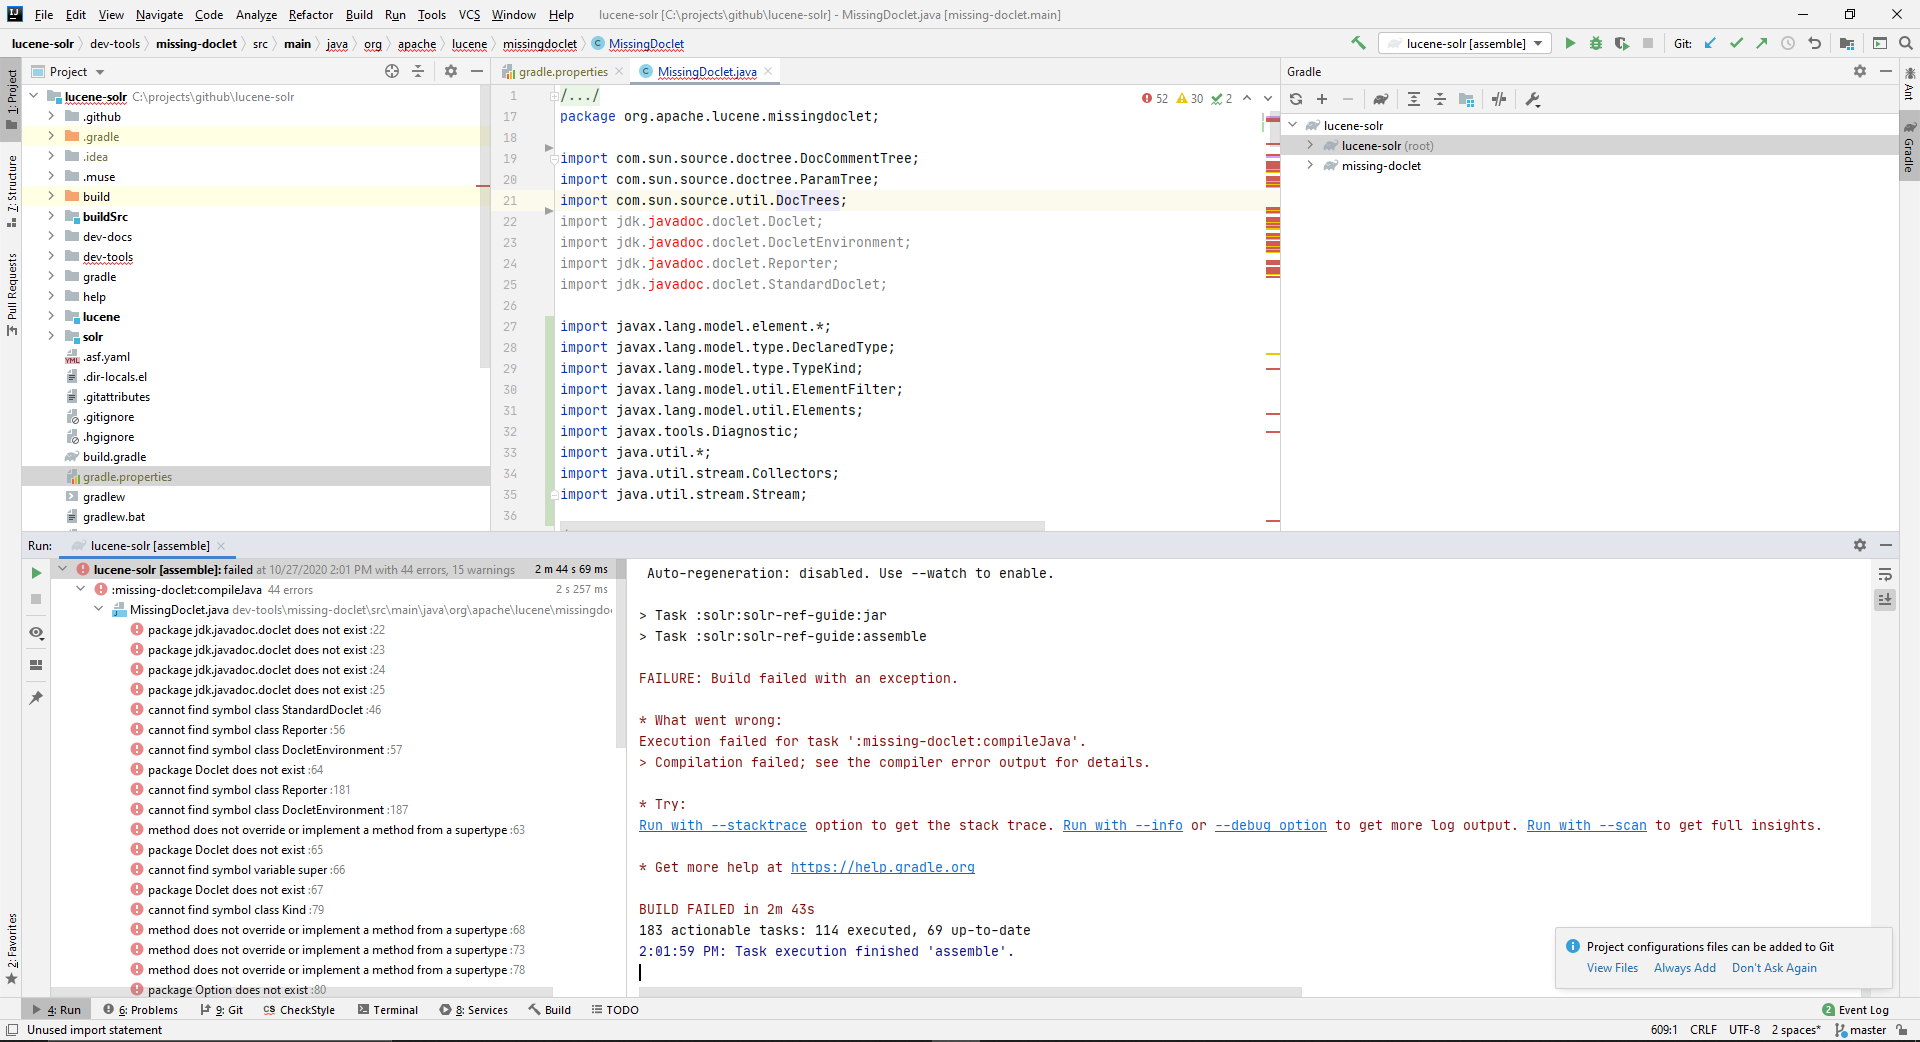 File Edit View Navigate Code Analyze Refactor Build Run Tools VCS Window Help lucene-solr [C:\projects\github\lucene-solr] - MissingDoclet.java [missing-doclet.main]
lucene-solr dev-tools missing-doclet src main java org apache lucene missingdoclet MissingDoclet
lucene-solr [assemble] Git:
1: Project
7: Structure
Pull Requests
2: Favorites
Project
lucene-solr C:\projects\github\lucene-solr
.github
.gradle
.idea
.muse
build
buildSrc
dev-docs
dev-tools
gradle
help
lucene
solr
.asf.yaml
.dir-locals.el
.gitattributes
.gitignore
.hgignore
build.gradle
gradle.properties
gradlew
gradlew.bat
gradle.properties MissingDoclet.java
52 30 2
1 /.../
17 package org.apache.lucene.missingdoclet;
18
19 import com.sun.source.doctree.DocCommentTree;
20 import com.sun.source.doctree.ParamTree;
21 import com.sun.source.util.DocTrees;
22 import jdk.javadoc.doclet.Doclet;
23 import jdk.javadoc.doclet.DocletEnvironment;
24 import jdk.javadoc.doclet.Reporter;
25 import jdk.javadoc.doclet.StandardDoclet;
26
27 import javax.lang.model.element.*;
28 import javax.lang.model.type.DeclaredType;
29 import javax.lang.model.type.TypeKind;
30 import javax.lang.model.util.ElementFilter;
31 import javax.lang.model.util.Elements;
32 import javax.tools.Diagnostic;
33 import java.util.*;
34 import java.util.stream.Collectors;
35 import java.util.stream.Stream;
36
Gradle
lucene-solr
lucene-solr (root)
missing-doclet
Ant
Gradle
Run: lucene-solr [assemble]
lucene-solr [assemble]: failed at 10/27/2020 2:01 PM with 44 errors, 15 warnings 2 m 44 s 69 ms
:missing-doclet:compileJava 44 errors 2 s 257 ms
MissingDoclet.java dev-tools\missing-doclet\src\main\java\org\apache\lucene\missingdo
package jdk.javadoc.doclet does not exist :22
package jdk.javadoc.doclet does not exist :23
package jdk.javadoc.doclet does not exist :24
package jdk.javadoc.doclet does not exist :25
cannot find symbol class StandardDoclet :46
cannot find symbol class Reporter :56
cannot find symbol class DocletEnvironment :57
package Doclet does not exist :64
cannot find symbol class Reporter :181
cannot find symbol class DocletEnvironment :187
method does not override or implement a method from a supertype :63
package Doclet does not exist :65
cannot find symbol variable super :66
package Doclet does not exist :67
cannot find symbol class Kind :79
method does not override or implement a method from a supertype :68
method does not override or implement a method from a supertype :73
method does not override or implement a method from a supertype :78
package Option does not exist :80
Auto-regeneration: disabled. Use --watch to enable.
> Task :solr:solr-ref-guide:jar
> Task :solr:solr-ref-guide:assemble
FAILURE: Build failed with an exception.
* What went wrong:
Execution failed for task ':missing-doclet:compileJava'.
> Compilation failed; see the compiler error output for details.
* Try:
Run with --stacktrace option to get the stack trace. Run with --info or --debug option to get more log output. Run with --scan to get full insights.
* Get more help at https://help.gradle.org
BUILD FAILED in 2m 43s
183 actionable tasks: 114 executed, 69 up-to-date
2:01:59 PM: Task execution finished 'assemble'.
Project configurations files can be added to Git
View Files Always Add Don't Ask Again
4: Run 6: Problems 9: Git CS CheckStyle Terminal 8: Services Build TODO 2 Event Log
Unused import statement 609:1 CRLF UTF-8 2 spaces* master